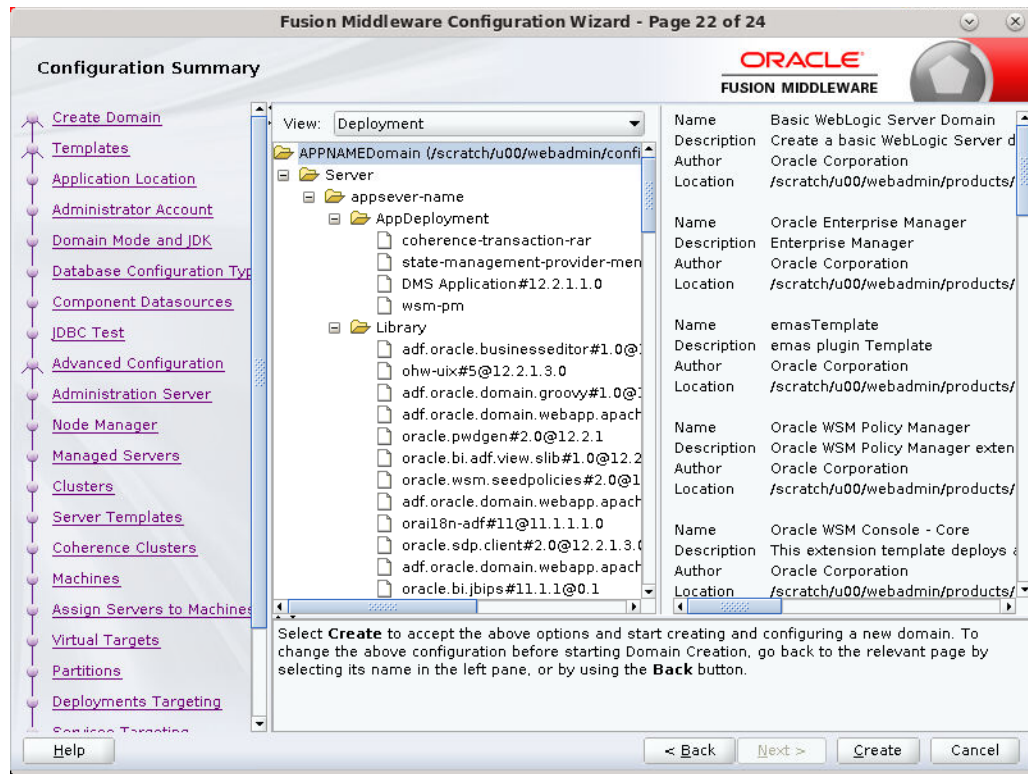 Fusion Middleware Configuration Wizard - Page 22 of 24
Configuration Summary
ORACLE
FUSION MIDDLEWARE
Create Domain
Templates
Application Location
Administrator Account
Domain Mode and JDK
Database Configuration Typ
Component Datasources
JDBC Test
Advanced Configuration
Administration Server
Node Manager
Managed Servers
Clusters
Server Templates
Coherence Clusters
Machines
Assign Servers to Machines
Virtual Targets
Partitions
Deployments Targeting
Services Targeting
View: Deployment
APPNAMEDomain (/scratch/u00/webadmin/confi
Server
appsever-name
AppDeployment
coherence-transaction-rar
state-management-provider-men
DMS Application#12.2.1.1.0
wsm-pm
Library
adf.oracle.businesseditor#1.0@
ohw-uix#5@12.2.1.3.0
adf.oracle.domain.groovy#1.0@
adf.oracle.domain.webapp.apach
oracle.pwdgen#2.0@12.2.1
oracle.bi.adf.view.slib#1.0@12.2
oracle.wsm.seedpolicies#2.0@1
adf.oracle.domain.webapp.apach
orai18n-adf#11@11.1.1.1.0
oracle.sdp.client#2.0@12.2.1.3.
adf.oracle.domain.webapp.apach
oracle.bi.jbips#11.1.1@0.1
Name Basic WebLogic Server Domain
Description Create a basic WebLogic Server d
Author Oracle Corporation
Location /scratch/u00/webadmin/products/
Name Oracle Enterprise Manager
Description Enterprise Manager
Author Oracle Corporation
Location /scratch/u00/webadmin/products/
Name emasTemplate
Description emas plugin Template
Author Oracle Corporation
Location /scratch/u00/webadmin/products/
Name Oracle WSM Policy Manager
Description Oracle WSM Policy Manager exten
Author Oracle Corporation
Location /scratch/u00/webadmin/products/
Name Oracle WSM Console - Core
Description This extension template deploys
Author Oracle Corporation
Location /scratch/u00/webadmin/products/
Select Create to accept the above options and start creating and configuring a new domain. To
change the above configuration before starting Domain Creation, go back to the relevant page by
selecting its name in the left pane, or by using the Back button.
Help
< Back
Next >
Create
Cancel